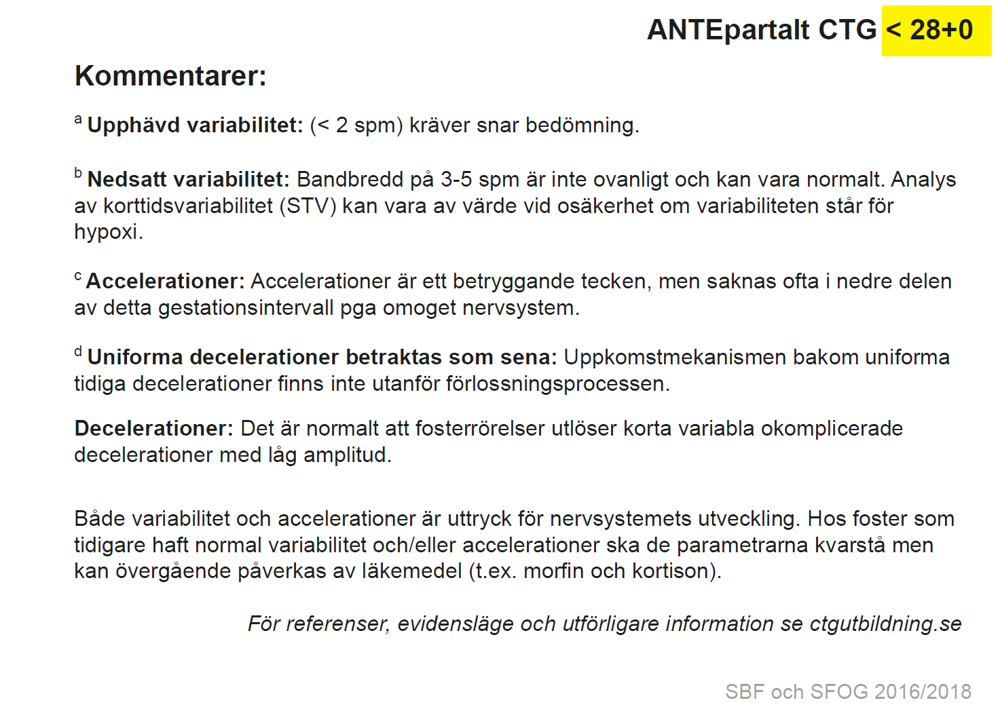 ANTEpartalt CTG < 28+0
Kommentarer:
a Upphävd variabilitet: (< 2 spm) kräver snar bedömning.
b Nedsatt variabilitet: Bandbredd på 3-5 spm är inte ovanligt och kan vara normalt. Analys
av korttidsvariabilitet (STV) kan vara av värde vid osäkerhet om variabiliteten står för
hypoxi.
c Accelerationer: Accelerationer är ett betryggande tecken, men saknas ofta i nedre delen
av detta gestationsintervall pga omoget nervsystem.
d Uniforma decelerationer betraktas som sena: Uppkomstmekanismen bakom uniforma
tidiga decelerationer finns inte utanför förlossningsprocessen.
Decelerationer: Det är normalt att fosterrörelser utlöser korta variabla okomplicerade
decelerationer med låg amplitud.
Både variabilitet och accelerationer är uttryck för nervsystemets utveckling. Hos foster som
tidigare haft normal variabilitet och/eller accelerationer ska de parametrarna kvarstå men
kan övergående påverkas av läkemedel (t.ex. morfin och kortison).
För referenser, evidensläge och utförligare information se ctgutbildning.se
SBF och SFOG 2016/2018